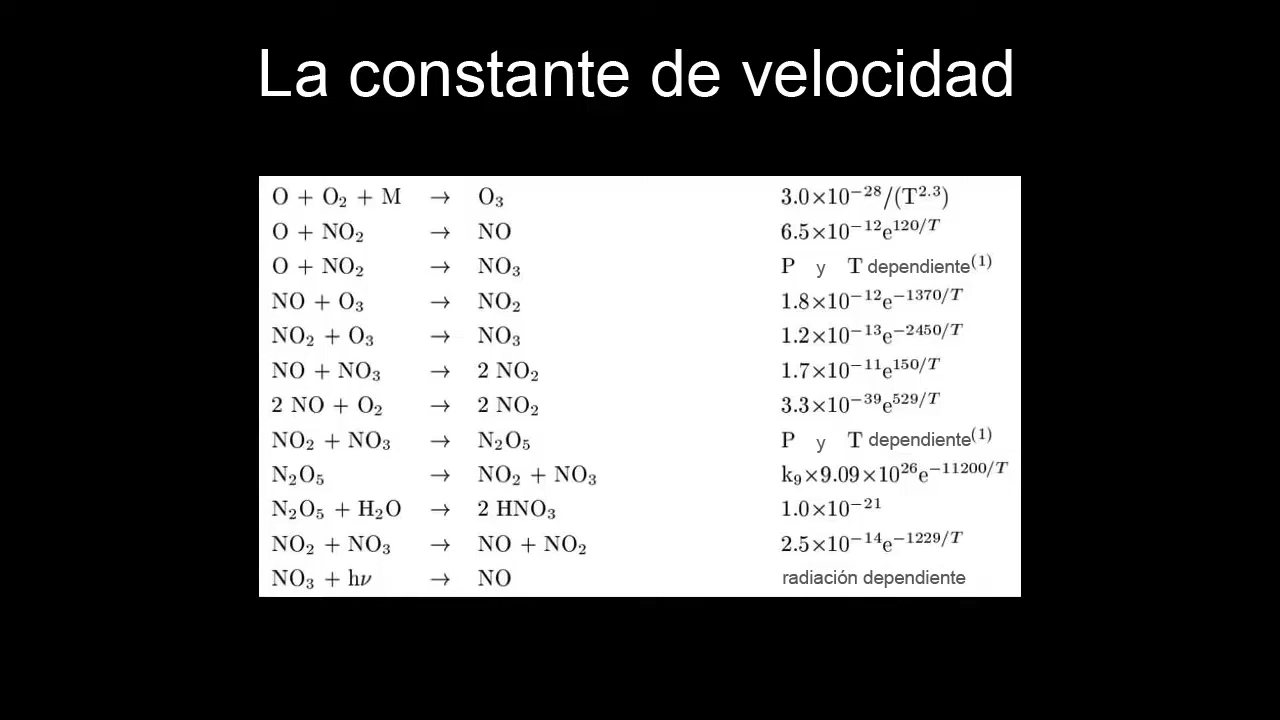 La constante de velocidad
O + O₂ + M → O₃ 3.0×10⁻²⁸/(T²·³)
O + NO₂ → NO 6.5×10⁻¹²e¹²⁰/ᵀ
O + NO₂ → NO₃ P y T dependiente⁽¹⁾
NO + O₃ → NO₂ 1.8×10⁻¹²e⁻¹³⁷⁰/ᵀ
NO₂ + O₃ → NO₃ 1.2×10⁻¹³e⁻²⁴⁵⁰/ᵀ
NO + NO₃ → 2 NO₂ 1.7×10⁻¹¹e¹⁵⁰/ᵀ
2 NO + O₂ → 2 NO₂ 3.3×10⁻³⁹e⁵²⁹/ᵀ
NO₂ + NO₃ → N₂O₅ P y T dependiente⁽¹⁾
N₂O₅ → NO₂ + NO₃ k₉×9.09×10²⁶e⁻¹¹²⁰⁰/ᵀ
N₂O₅ + H₂O → 2 HNO₃ 1.0×10⁻²¹
NO₂ + NO₃ → NO + NO₂ 2.5×10⁻¹⁴e⁻¹²²⁹/ᵀ
NO₃ + hν → NO radiación dependiente